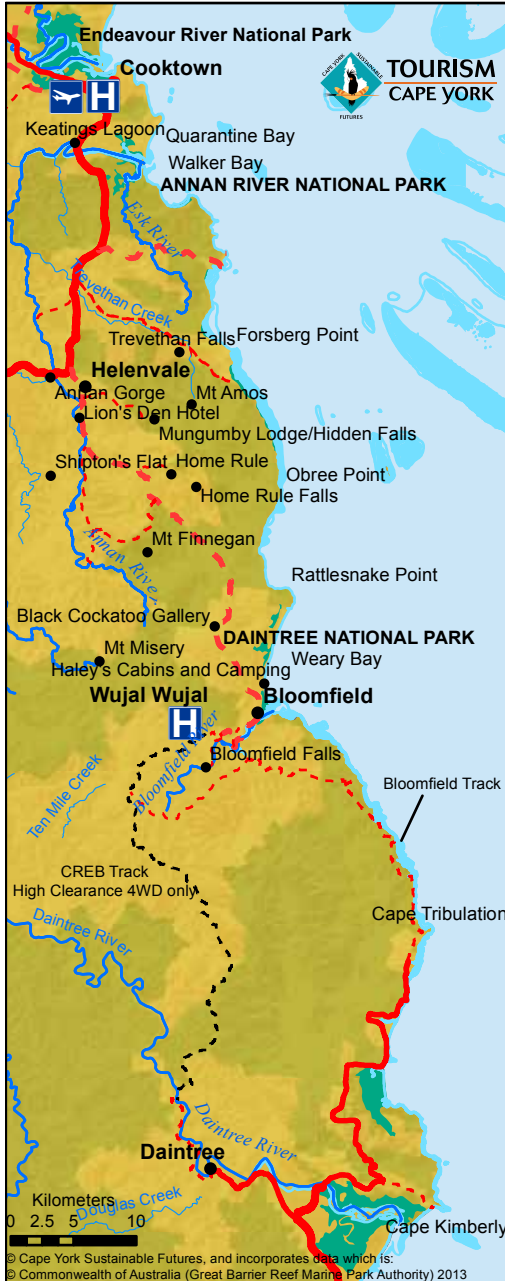 Endeavour River National Park
Cooktown
CAPE YORK SUSTAINABLE FUTURES
TOURISM
CAPE YORK
H
Keatings Lagoon
Quarantine Bay
Walker Bay
ANNAN RIVER NATIONAL PARK
Esk River
Trevethan Creek
Trevethan Falls
Forsberg Point
Helenvale
Annan Gorge
Mt Amos
Lion's Den Hotel
Mungumby Lodge/Hidden Falls
Shipton's Flat
Home Rule
Obree Point
Home Rule Falls
Annan River
Mt Finnegan
Rattlesnake Point
Black Cockatoo Gallery
DAINTREE NATIONAL PARK
Mt Misery
Weary Bay
Haley's Cabins and Camping
Wujal Wujal
Bloomfield
H
Bloomfield River
Bloomfield Falls
Ten Mile Creek
Bloomfield Track
CREB Track
High Clearance 4WD only
Daintree River
Cape Tribulation
Daintree River
Daintree
Kilometers
Douglas Creek
0 2.5 5 10
Cape Kimberly
© Cape York Sustainable Futures, and incorporates data which is:
© Commonwealth of Australia (Great Barrier Reef Marine Park Authority) 2013